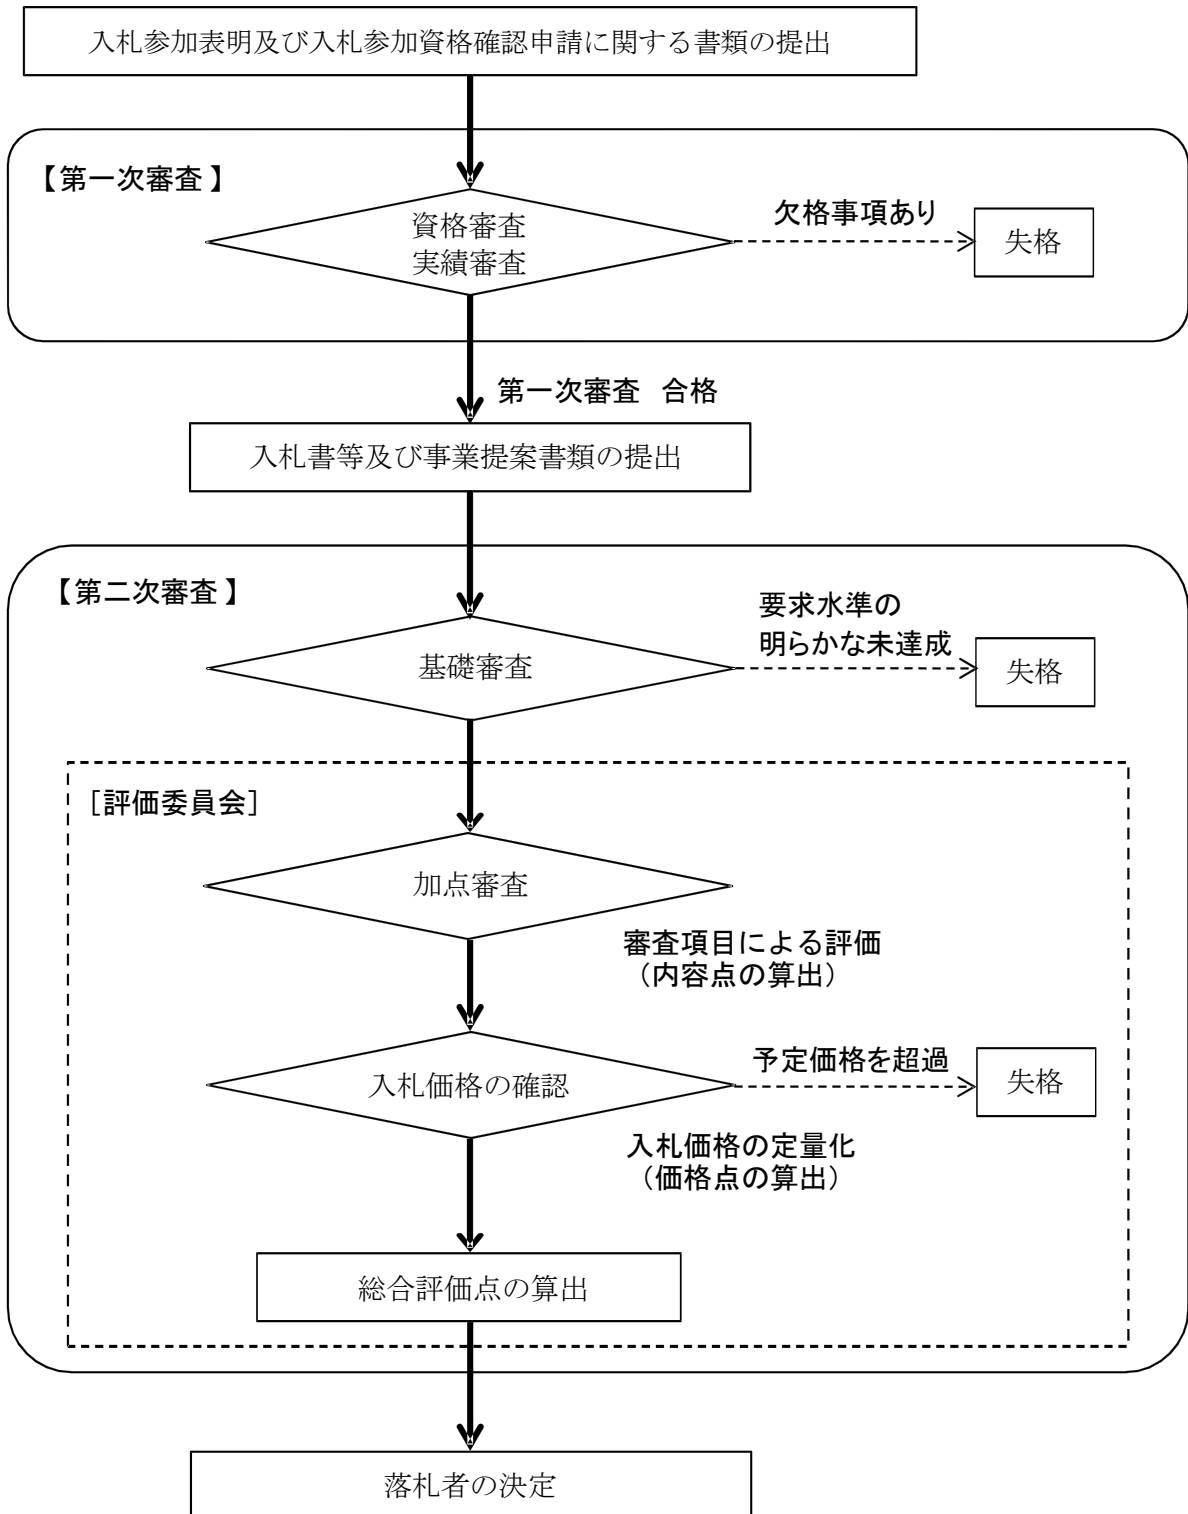 入札参加表明及び入札参加資格確認申請に関する書類の提出
【第一次審査】
資格審査
実績審査
欠格事項あり
失格
第一次審査 合格
入札書等及び事業提案書類の提出
【第二次審査】
要求水準の
明らかな未達成
基礎審査
失格
[評価委員会]
加点審査
審査項目による評価
(内容点の算出)
入札価格の確認
予定価格を超過
失格
入札価格の定量化
(価格点の算出)
総合評価点の算出
落札者の決定